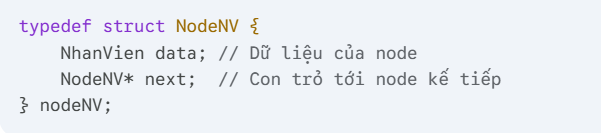 typedef struct NodeNV {
    NhanVien data; // Dữ liệu của node
    NodeNV* next;  // Con trỏ tới node kế tiếp
} nodeNV;